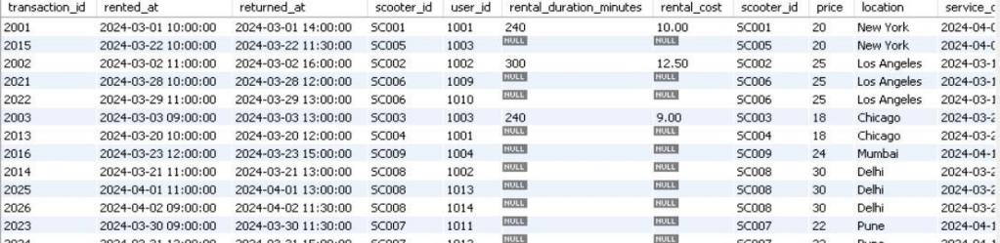 transaction_id rented_at returned_at scooter_id user_id rental_duration_minutes rental_cost scooter_id price location
2001 2024-03-01 10:00:00 2024-03-01 14:00:00 SC001 1001 240 10.00 SC001 20 New York 2024-04-0
2015 2024-03-22 10:00:00 2024-03-22 11:30:00 SC005 1003 NULL NULL SC005 20 New York 2024-04-0
2002 2024-03-02 11:00:00 2024-03-02 16:00:00 SC002 1002 300 12.50 SC002 25 Los Angeles 2024-03-1
2021 2024-03-28 10:00:00 2024-03-28 12:00:00 SC006 1009 NULL NULL SC006 25 Los Angeles 2024-03-1
2022 2024-03-29 11:00:00 2024-03-29 13:00:00 SC006 1010 NULL NULL SC006 25 Los Angeles 2024-03-1
2003 2024-03-03 09:00:00 2024-03-03 13:00:00 SC003 1003 240 9.00 SC003 18 Chicago 2024-03-2
2013 2024-03-20 10:00:00 2024-03-20 12:00:00 SC004 1001 NULL NULL SC004 18 Chicago 2024-03-2
2016 2024-03-23 12:00:00 2024-03-23 15:00:00 SC009 1004 NULL NULL SC009 24 Mumbai 2024-04-1
2014 2024-03-21 11:00:00 2024-03-21 13:00:00 SC008 1002 NULL NULL SC008 30 Delhi 2024-03-2
2025 2024-04-01 11:00:00 2024-04-01 13:00:00 SC008 1013 NULL NULL SC008 30 Delhi 2024-03-2
2026 2024-04-02 09:00:00 2024-04-02 11:30:00 SC008 1014 NULL NULL SC008 30 Delhi 2024-03-2
2023 2024-03-30 09:00:00 2024-03-30 11:30:00 SC007 1011 NULL NULL SC007 22 Pune 2024-03-2